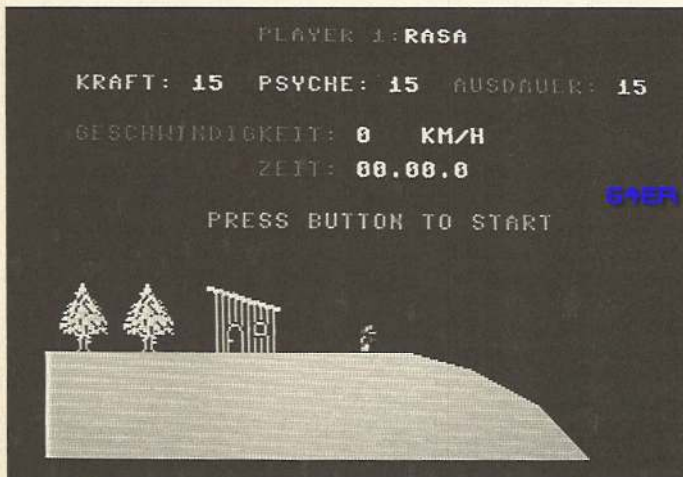 PLAYER 1:RASA
KRAFT: 15 PSYCHE: 15 AUSDAUER: 15
GESCHWINDIGKEIT: 0 KM/H
ZEIT: 00.00.0
64ER
PRESS BUTTON TO START